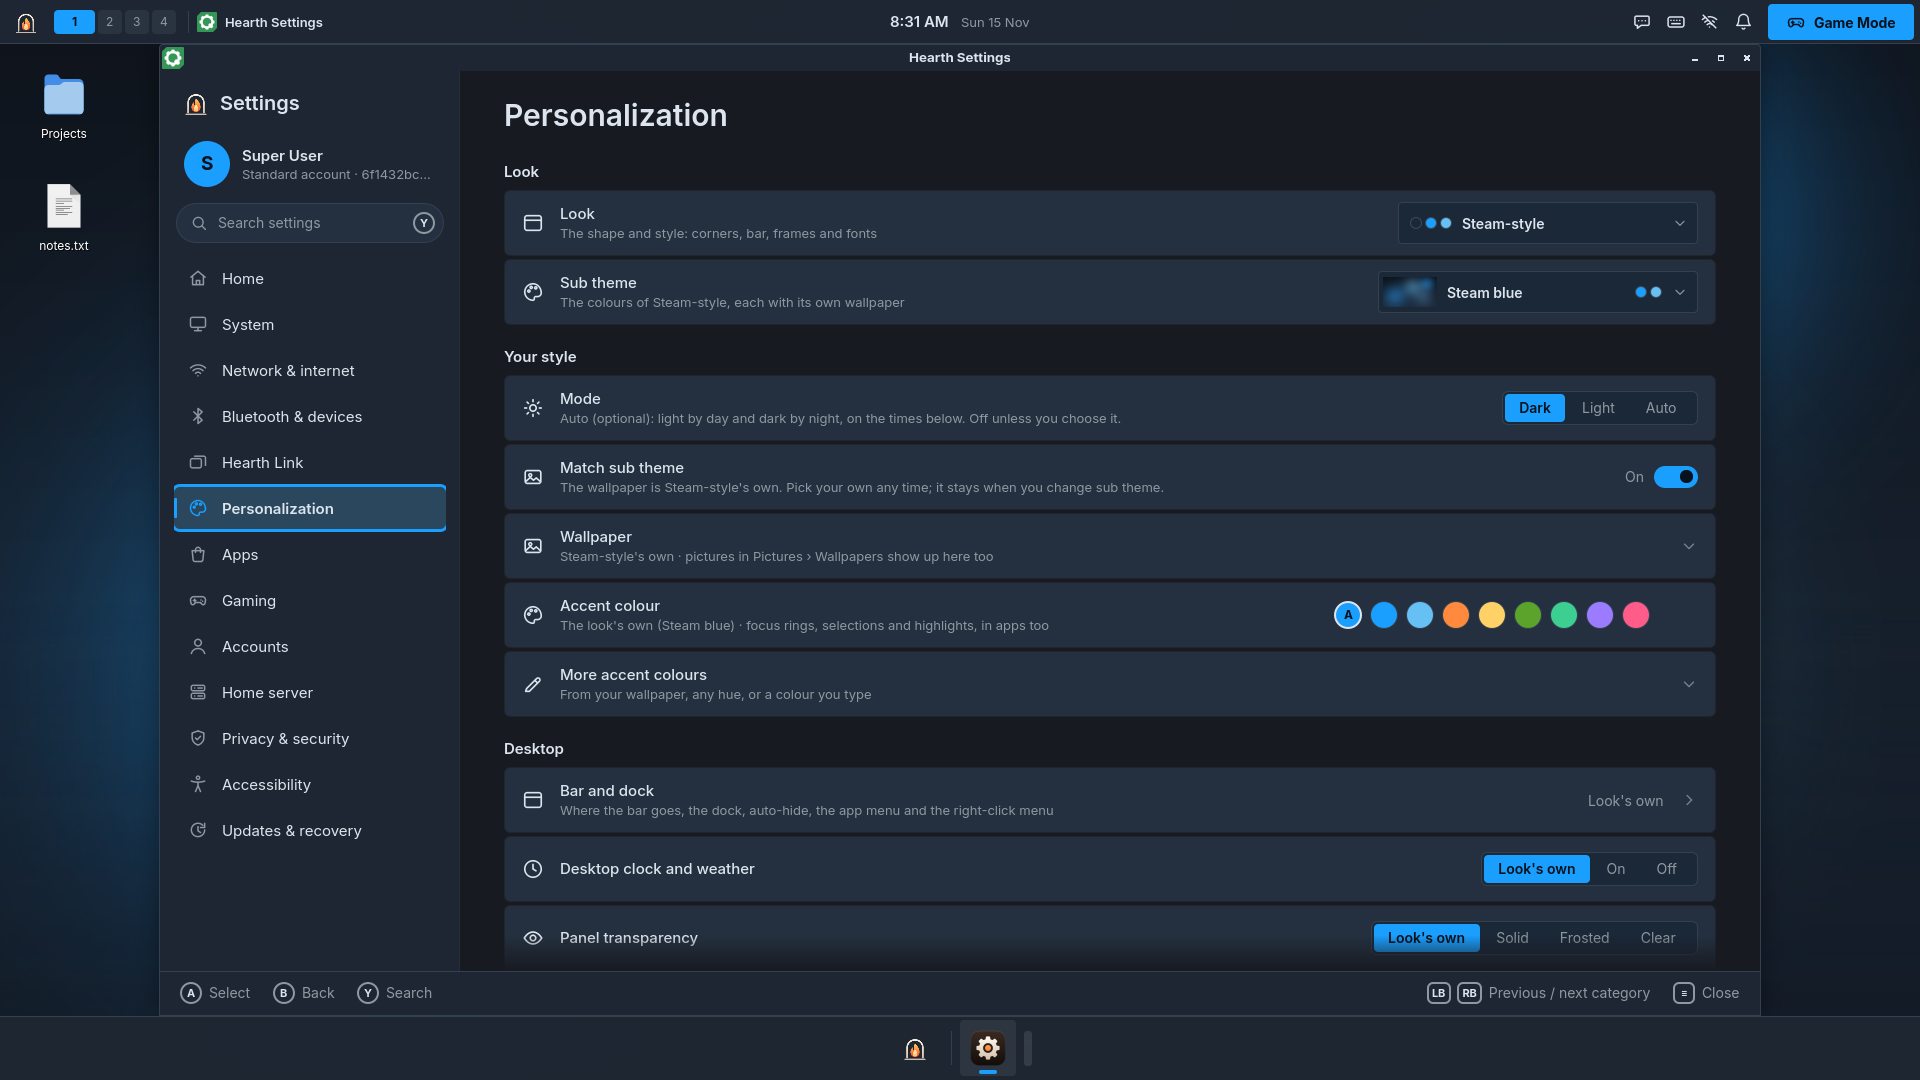 1 2 3 4 Hearth Settings 8:31 AM Sun 15 Nov Game Mode
Hearth Settings
Projects
notes.txt
Settings
S
Super User
Standard account · 6f1432bc...
Search settings Y
Home
System
Network & internet
Bluetooth & devices
Hearth Link
Personalization
Apps
Gaming
Accounts
Home server
Privacy & security
Accessibility
Updates & recovery
Personalization
Look
Look
The shape and style: corners, bar, frames and fonts
Steam-style
Sub theme
The colours of Steam-style, each with its own wallpaper
Steam blue
Your style
Mode
Auto (optional): light by day and dark by night, on the times below. Off unless you choose it.
Dark Light Auto
Match sub theme
The wallpaper is Steam-style's own. Pick your own any time; it stays when you change sub theme.
On
Wallpaper
Steam-style's own · pictures in Pictures › Wallpapers show up here too
Accent colour
The look's own (Steam blue) · focus rings, selections and highlights, in apps too
A
More accent colours
From your wallpaper, any hue, or a colour you type
Desktop
Bar and dock
Where the bar goes, the dock, auto-hide, the app menu and the right-click menu
Look's own
Desktop clock and weather
Look's own On Off
Panel transparency
Look's own Solid Frosted Clear
A Select B Back Y Search
LB RB Previous / next category Close